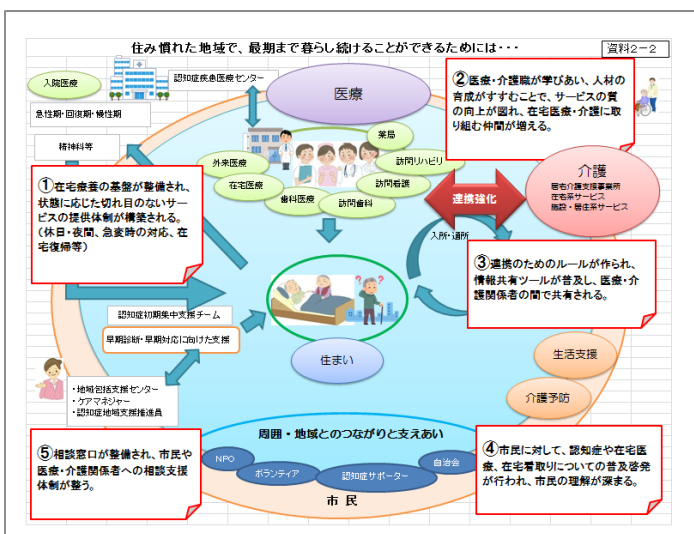 住み慣れた地域で、最期まで暮らし続けることができるためには・・・
資料2－2
入院医療
認知症疾患医療センター
急性期・回復期・慢性期
精神科等
医療
薬局
訪問リハビリ
訪問看護
訪問歯科
歯科医療
在宅医療
外来医療
②医療・介護職が学びあい、人材の
育成がすすむことで、サービスの質
の向上が図れ、在宅医療・介護に取
り組む仲間が増える。
介護
居宅介護支援事業所
在宅系サービス
施設・居住系サービス
連携強化
入所・通所
①在宅療養の基盤が整備され、
状態に応じた切れ目のないサー
ビスの提供体制が構築される。
（休日・夜間、急変時の対応、在
宅復帰等）
③連携のためのルールが作られ、
情報共有ツールが普及し、医療・介
護関係者の間で共有される。
認知症初期集中支援チーム
早期診断・早期対応に向けた支援
住まい
生活支援
介護予防
・地域包括支援センター
・ケアマネジャー
・認知症地域支援推進員
周囲・地域とのつながりと支えあい
NPO
ボランティア
認知症サポーター
自治会
市 民
⑤相談窓口が整備され、市民や
医療・介護関係者への相談支援
体制が整う。
④市民に対して、認知症や在宅医
療、在宅看取りについての普及啓発
が行われ、市民の理解が深まる。